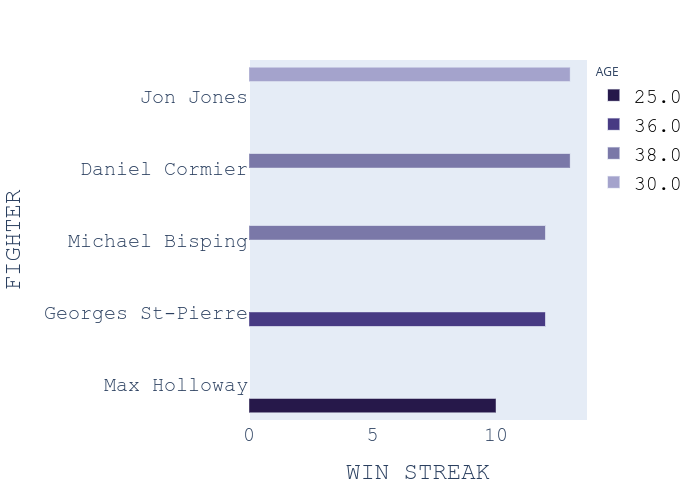 AGE
25.0
36.0
38.0
30.0
FIGHTER
Jon Jones
Daniel Cormier
Michael Bisping
Georges St-Pierre
Max Holloway
0 5 10
WIN STREAK